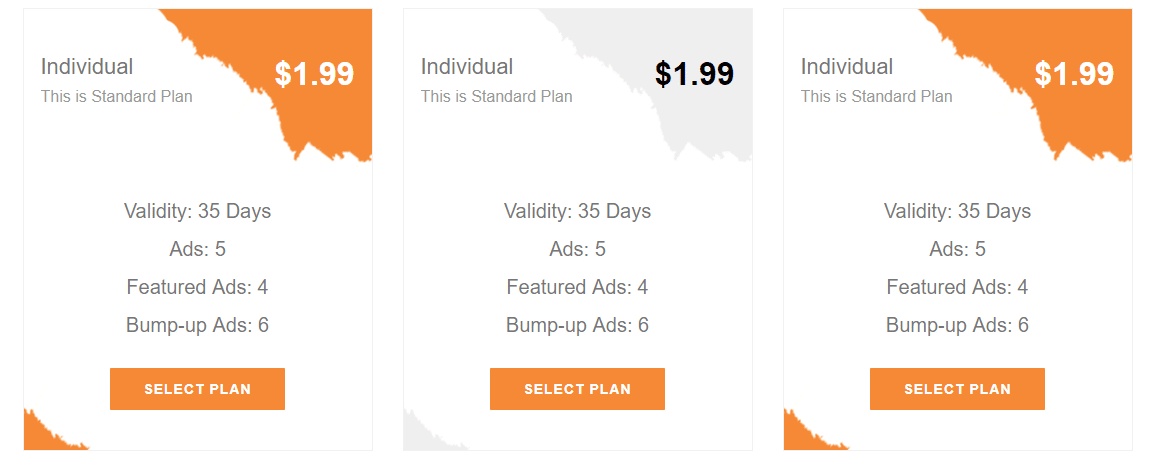 Individual
$1.99
This is Standard Plan
Validity: 35 Days
Ads: 5
Featured Ads: 4
Bump-up Ads: 6
SELECT PLAN
Individual
$1.99
This is Standard Plan
Validity: 35 Days
Ads: 5
Featured Ads: 4
Bump-up Ads: 6
SELECT PLAN
Individual
$1.99
This is Standard Plan
Validity: 35 Days
Ads: 5
Featured Ads: 4
Bump-up Ads: 6
SELECT PLAN